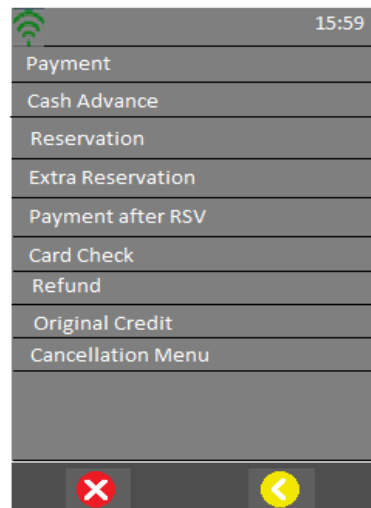 15:59
Payment
Cash Advance
Reservation
Extra Reservation
Payment after RSV
Card Check
Refund
Original Credit
Cancellation Menu